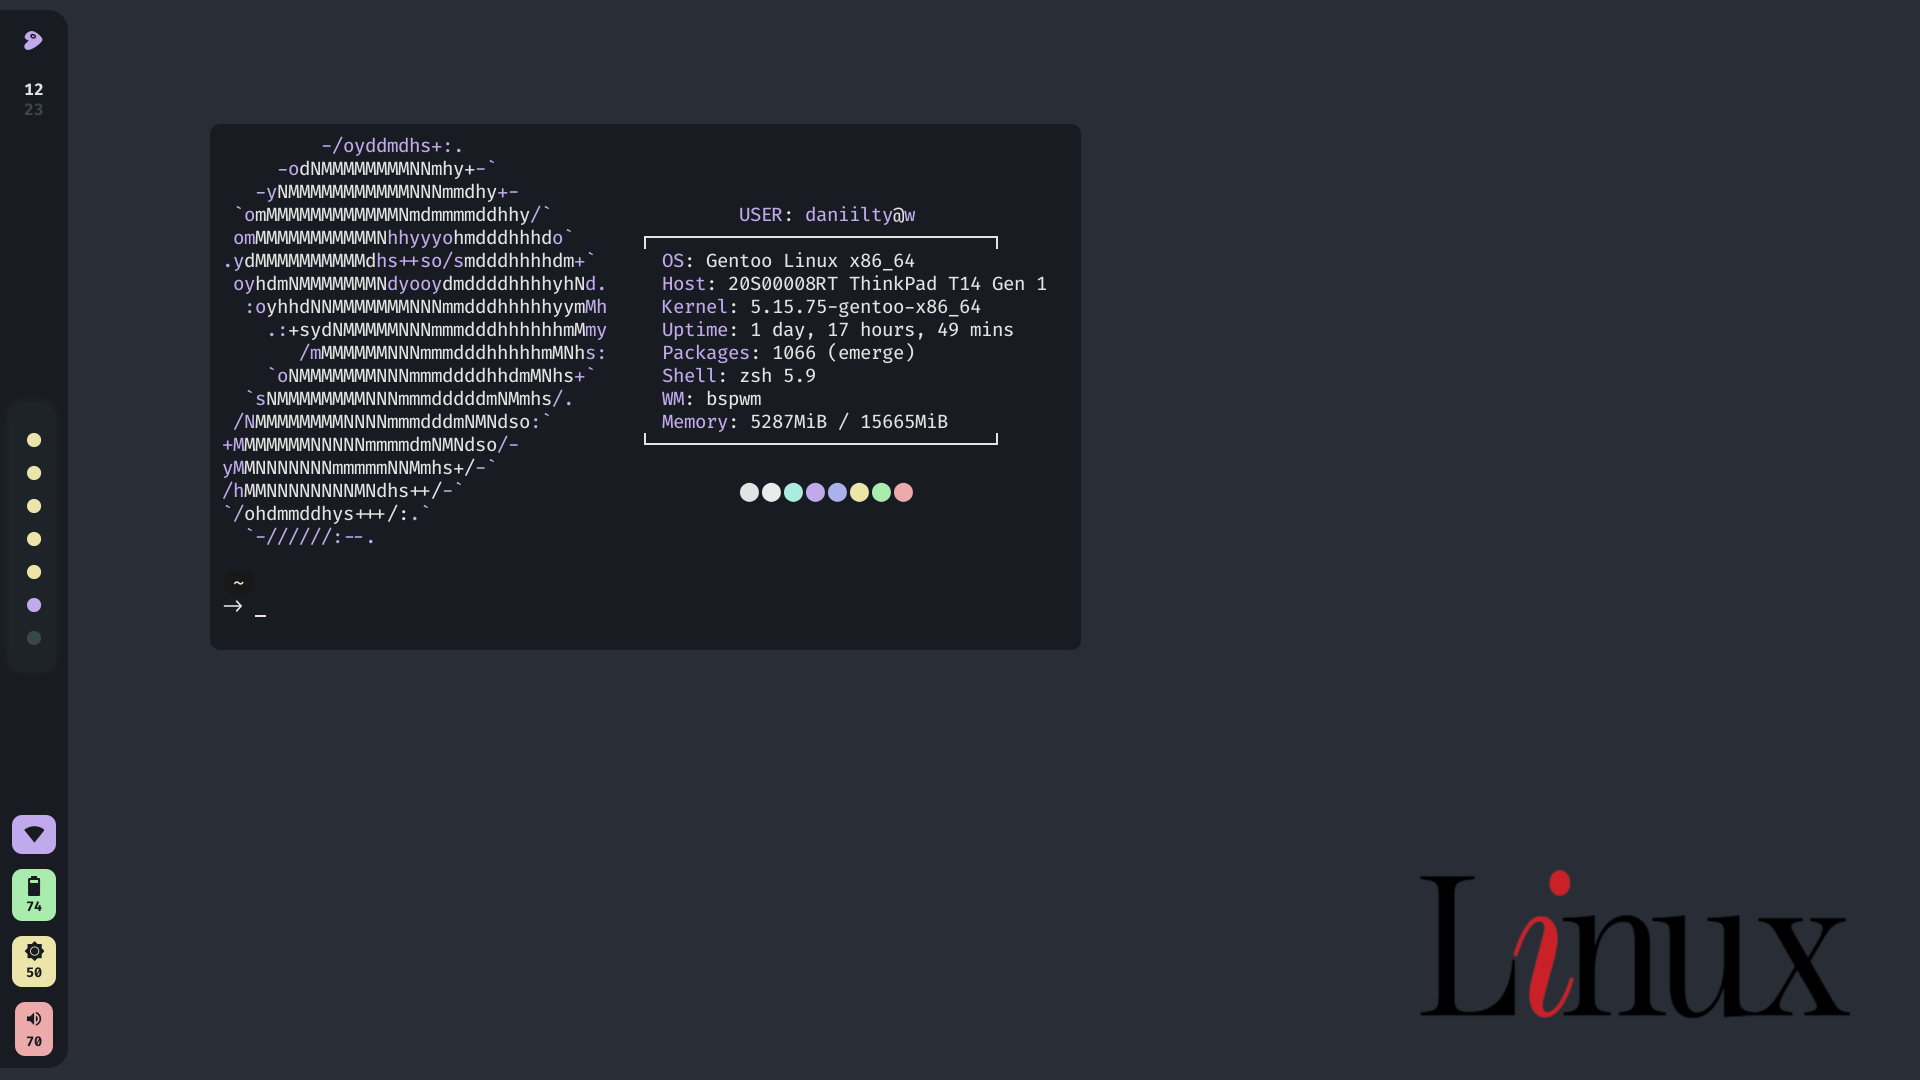 12
23
-/oyddmdhs+:.
-odNMMMMMMMMNNmhy+-`
-yNMMMMMMMMMMMNNNmmdhy+-
`omMMMMMMMMMMMMNmdmmmmddhhy/`
omMMMMMMMMMMMNhhyyyohmdddhhhdo`
.ydMMMMMMMMMMdhs++so/smdddhhhhdm+`
oyhdmNMMMMMMMNdyooydmddddhhhhyhNd.
:oyhhdNNMMMMMMMNNNmmdddhhhhhyymMh
.:+sydNMMMMMNNNmmmdddhhhhhhmMmy
/mMMMMMMNNNmmmdddhhhhhmMNhs:
`oNMMMMMMMNNNmmmddddhhdmMNhs+`
`sNMMMMMMMMNNNmmmdddddmNMmhs/.
/NMMMMMMMMNNNNmmmdddmNMNdso:`
+MMMMMMMNNNNNmmmmdmNMNdso/-
yMMNNNNNNNmmmmmNNMmhs+/-`
/hMMNNNNNNNNMNdhs++/-`
`/ohdmmddhys+++/:.`
`-//////:--.
USER: daniilty@w
OS: Gentoo Linux x86_64
Host: 20S00008RT ThinkPad T14 Gen 1
Kernel: 5.15.75-gentoo-x86_64
Uptime: 1 day, 17 hours, 49 mins
Packages: 1066 (emerge)
Shell: zsh 5.9
WM: bspwm
Memory: 5287MiB / 15665MiB
~
→ _
74
50
70
Linux